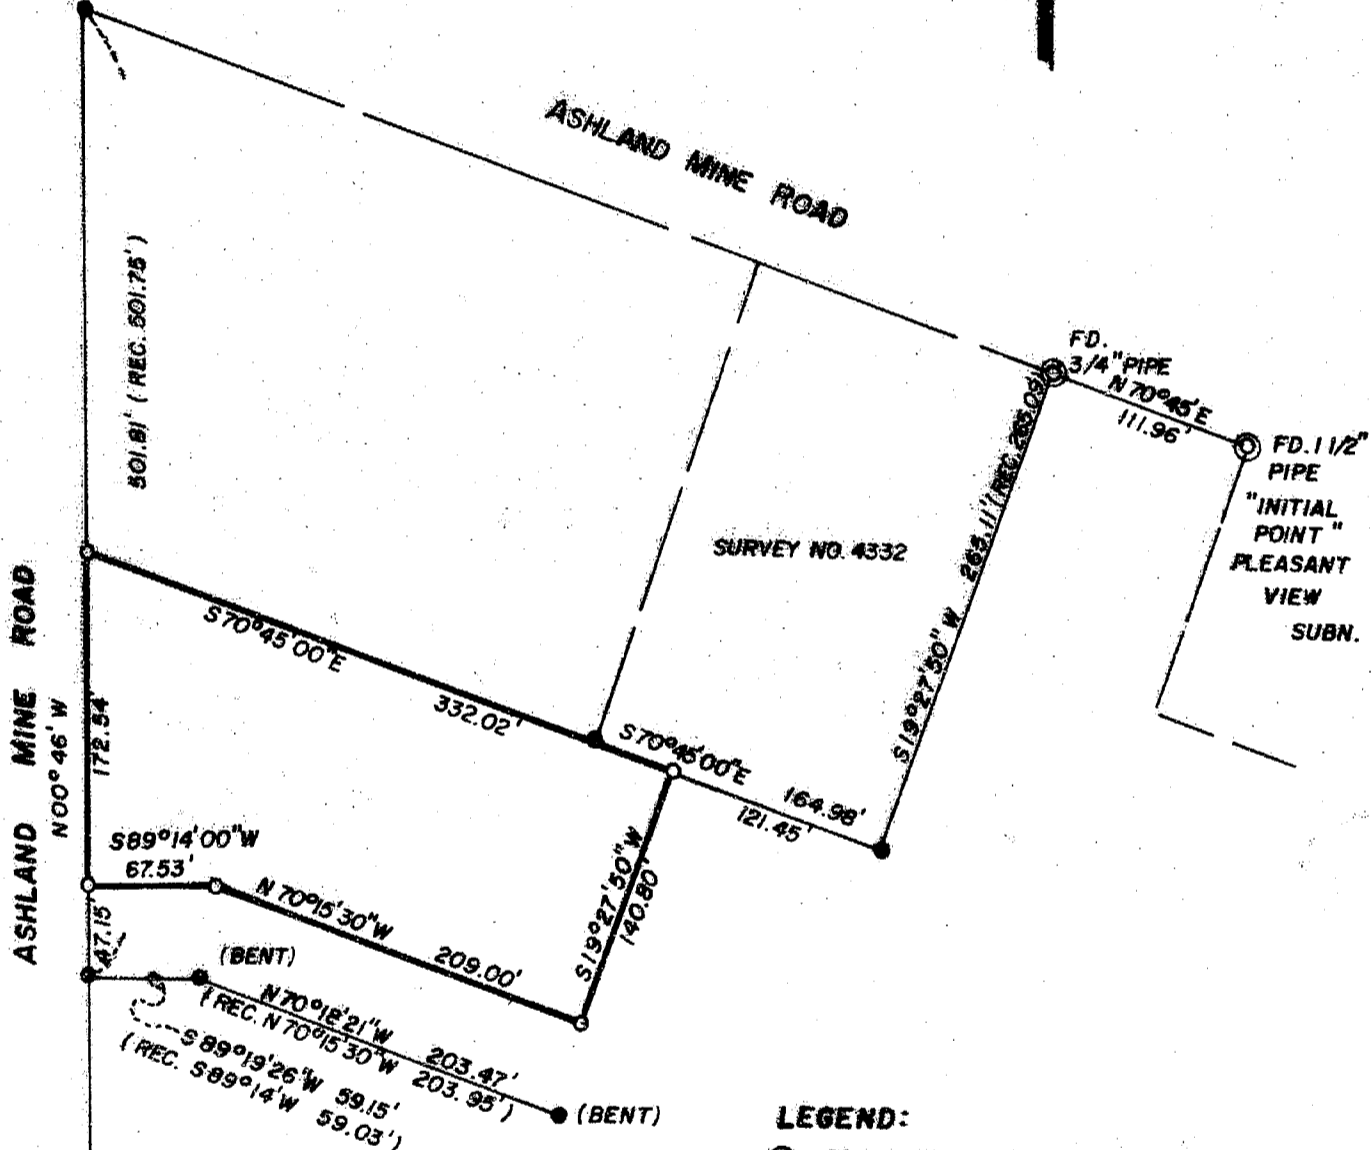 ASHLAND MINE ROAD
501.81' (REC. 501.75')
FD.
3/4" PIPE
N 70°45'E
111.96'
FD. 1 1/2"
PIPE
"INITIAL
POINT"
PLEASANT
VIEW
SUBN.
SURVEY NO. 4332
S19°27'50"W 265.11' (REC. 265.09')
ASHLAND MINE ROAD
N00°46'W
172.54'
S70°45'00"E
332.02'
S70°45'00"E
164.98'
121.45'
S89°14'00"W
67.53'
N 70°15'30"W
209.00'
S19°27'50"W
140.80'
47.15'
(BENT)
N70°18'21"W 203.47'
(REC. N70°15'30"W 203.95')
S89°19'26"W 59.15'
(REC. S89°14'W 59.03')
(BENT)
LEGEND: